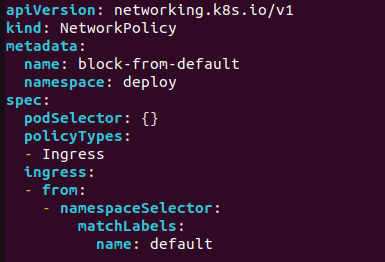 apiVersion: networking.k8s.io/v1
kind: NetworkPolicy
metadata:
  name: block-from-default
  namespace: deploy
spec:
  podSelector: {}
  policyTypes:
  - Ingress
  ingress:
  - from:
    - namespaceSelector:
        matchLabels:
          name: default